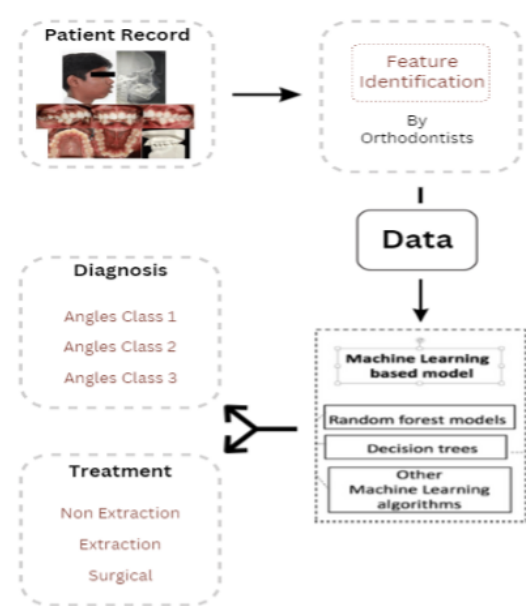 Patient Record
Feature
Identification
By
Orthodontists
Data
Machine Learning
based model
Random forest models
Decision trees
Other
Machine Learning
algorithms
Diagnosis
Angles Class 1
Angles Class 2
Angles Class 3
Treatment
Non Extraction
Extraction
Surgical